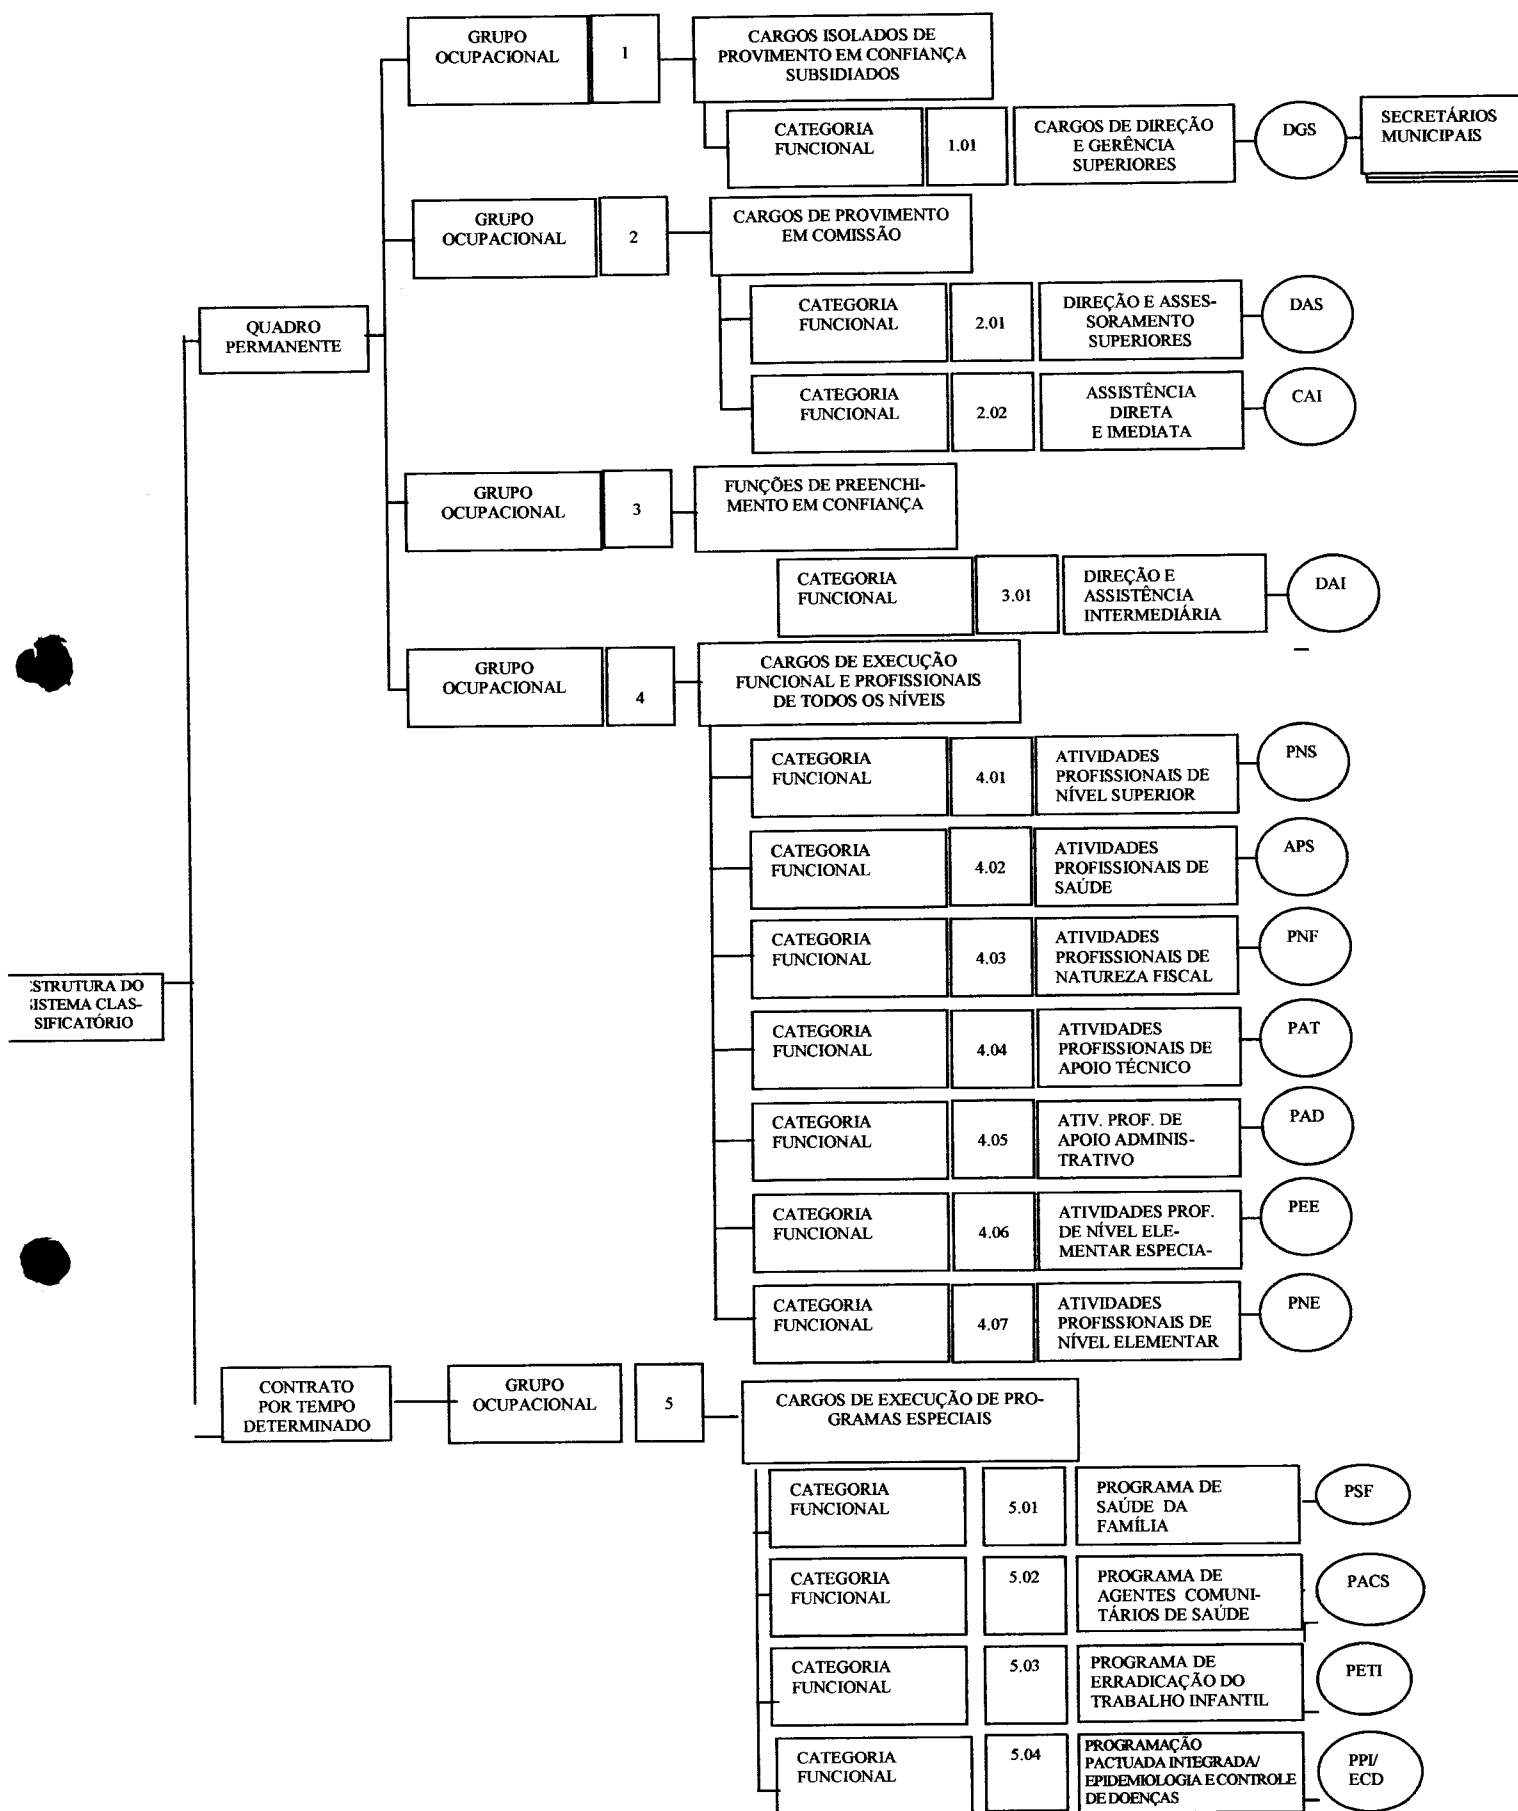 GRUPO
OCUPACIONAL
1
CARGOS ISOLADOS DE
PROVIMENTO EM CONFIANÇA
SUBSIDIADOS
CATEGORIA
FUNCIONAL
1.01
CARGOS DE DIREÇÃO
E GERÊNCIA
SUPERIORES
DGS
SECRETÁRIOS
MUNICIPAIS
GRUPO
OCUPACIONAL
2
CARGOS DE PROVIMENTO
EM COMISSÃO
CATEGORIA
FUNCIONAL
2.01
DIREÇÃO E ASSES-
SORAMENTO
SUPERIORES
DAS
QUADRO
PERMANENTE
CATEGORIA
FUNCIONAL
2.02
ASSISTÊNCIA
DIRETA
E IMEDIATA
CAI
GRUPO
OCUPACIONAL
3
FUNÇÕES DE PREENCHI-
MENTO EM CONFIANÇA
CATEGORIA
FUNCIONAL
3.01
DIREÇÃO E
ASSISTÊNCIA
INTERMEDIÁRIA
DAI
GRUPO
OCUPACIONAL
4
CARGOS DE EXECUÇÃO
FUNCIONAL E PROFISSIONAIS
DE TODOS OS NÍVEIS
CATEGORIA
FUNCIONAL
4.01
ATIVIDADES
PROFISSIONAIS DE
NÍVEL SUPERIOR
PNS
CATEGORIA
FUNCIONAL
4.02
ATIVIDADES
PROFISSIONAIS DE
SAÚDE
APS
CATEGORIA
FUNCIONAL
4.03
ATIVIDADES
PROFISSIONAIS DE
NATUREZA FISCAL
PNF
STRUTURA DO
ISTEMA CLAS-
SIFICATÓRIO
CATEGORIA
FUNCIONAL
4.04
ATIVIDADES
PROFISSIONAIS DE
APOIO TÉCNICO
PAT
CATEGORIA
FUNCIONAL
4.05
ATIV. PROF. DE
APOIO ADMINIS-
TRATIVO
PAD
CATEGORIA
FUNCIONAL
4.06
ATIVIDADES PROF.
DE NÍVEL ELE-
MENTAR ESPECIA-
PEE
CATEGORIA
FUNCIONAL
4.07
ATIVIDADES
PROFISSIONAIS DE
NÍVEL ELEMENTAR
PNE
CONTRATO
POR TEMPO
DETERMINADO
GRUPO
OCUPACIONAL
5
CARGOS DE EXECUÇÃO DE PRO-
GRAMAS ESPECIAIS
CATEGORIA
FUNCIONAL
5.01
PROGRAMA DE
SAÚDE DA
FAMÍLIA
PSF
CATEGORIA
FUNCIONAL
5.02
PROGRAMA DE
AGENTES COMUNI-
TÁRIOS DE SAÚDE
PACS
CATEGORIA
FUNCIONAL
5.03
PROGRAMA DE
ERRADICAÇÃO DO
TRABALHO INFANTIL
PETI
CATEGORIA
FUNCIONAL
5.04
PROGRAMAÇÃO
PACTUADA INTEGRADA/
EPIDEMIOLOGIA E CONTROLE
DE DOENÇAS
PPI/
ECD